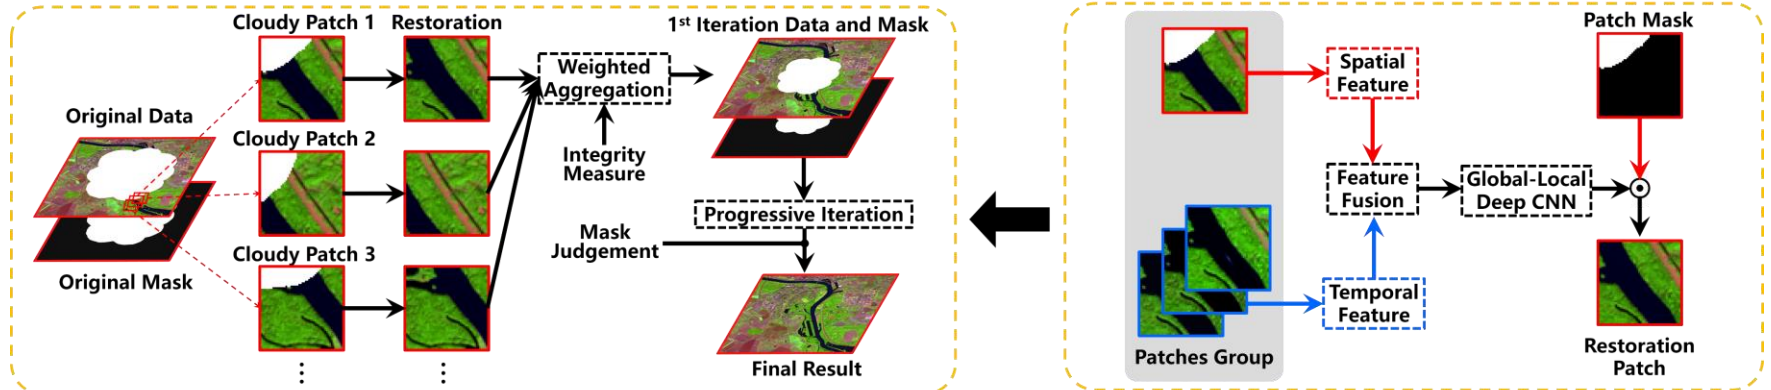 Cloudy Patch 1
Restoration
1st Iteration Data and Mask
Weighted
Aggregation
Original Data
Cloudy Patch 2
Integrity
Measure
Progressive Iteration
Mask
Judgement
Cloudy Patch 3
Original Mask
Final Result
⋮
⋮
Patch Mask
Spatial
Feature
Feature
Fusion
Global-Local
Deep CNN
Temporal
Feature
Patches Group
Restoration
Patch